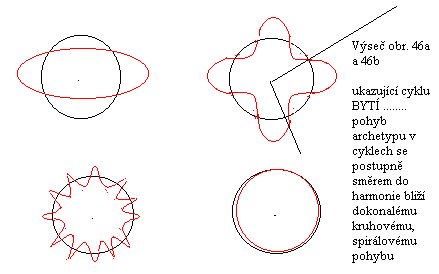 Výseč obr. 46a
a 46b
ukazující cyklu
BYTÍ ........
pohyb
archetypu v
cyklech se
postupně
směrem do
harmonie blíží
dokonalému
kruhovému,
spirálovému
pohybu